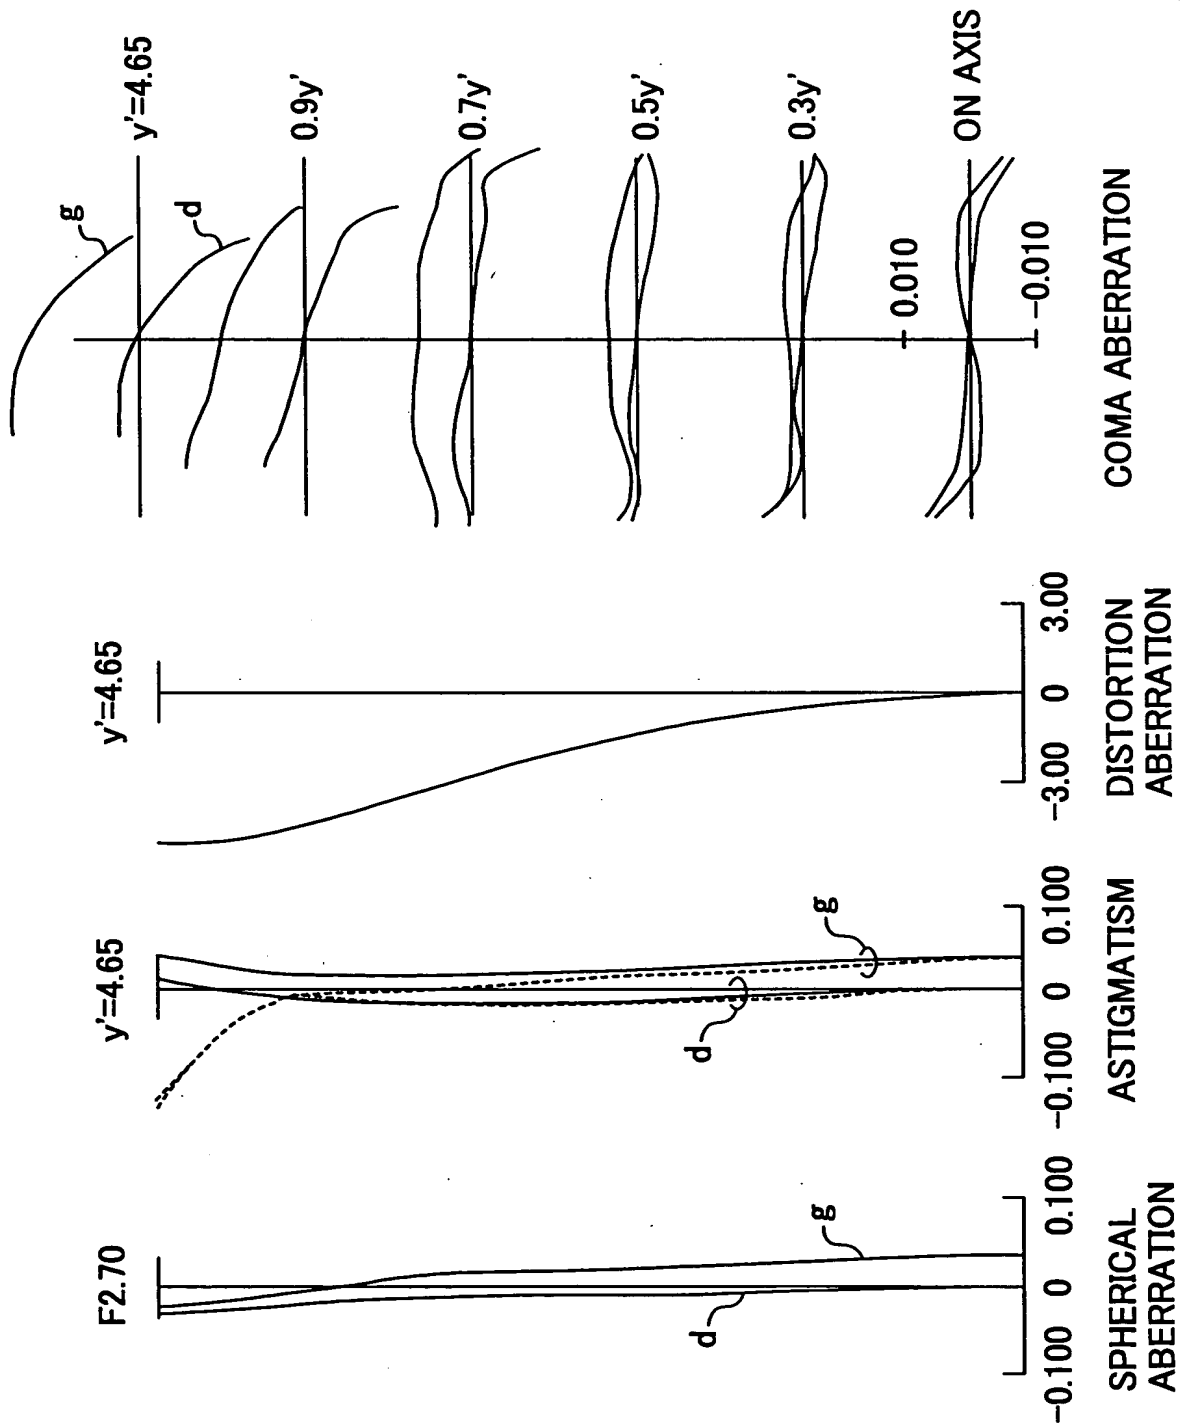 F2.70
g
d
-0.100
0
0.100
SPHERICAL
ABERRATION
y'=4.65
g
d
-0.100
0
0.100
ASTIGMATISM
y'=4.65
-3.00
0
3.00
DISTORTION
ABERRATION
g
y'=4.65
d
0.9y'
0.7y'
0.5y'
0.3y'
0.010
ON AXIS
-0.010
COMA ABERRATION